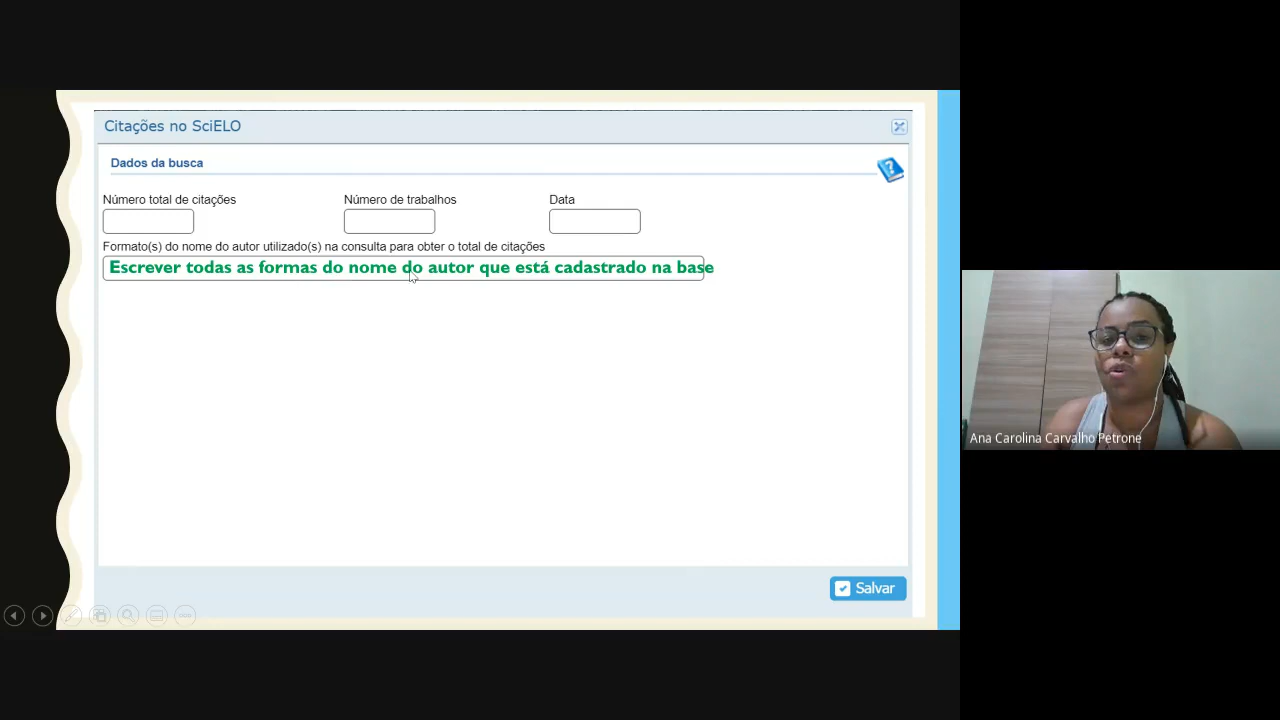 Citações no SciELO
Dados da busca
Número total de citações
Número de trabalhos
Data
Formato(s) do nome do autor utilizado(s) na consulta para obter o total de citações
Escrever todas as formas do nome do autor que está cadastrado na base
Salvar
Ana Carolina Carvalho Petrone